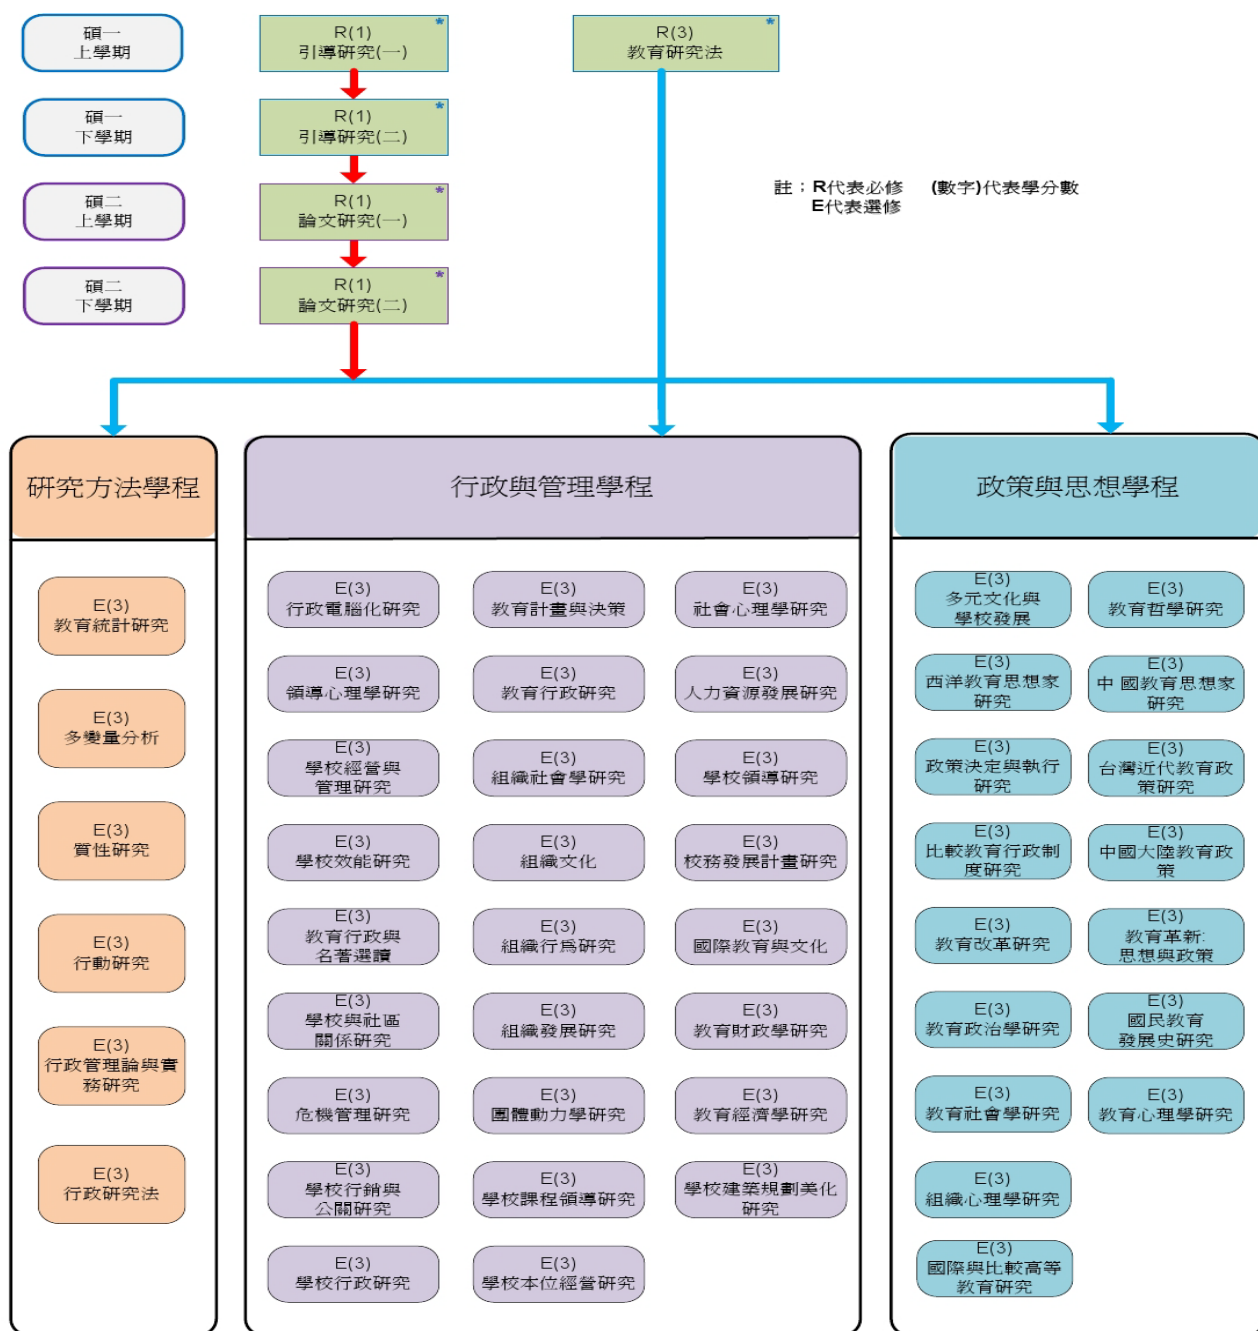 碩一
上學期
R(1)
*
引導研究(一)
R(3)
*
教育研究法
碩一
下學期
R(1)
*
引導研究(二)
碩二
上學期
R(1)
*
論文研究(一)
註：R代表必修 (數字)代表學分數
E代表選修
碩二
下學期
R(1)
*
論文研究(二)
研究方法學程
E(3)
教育統計研究
E(3)
多變量分析
E(3)
質性研究
E(3)
行動研究
E(3)
行政管理論與實
務研究
E(3)
行政研究法
行政與管理學程
E(3)
行政電腦化研究
E(3)
教育計畫與決策
E(3)
社會心理學研究
E(3)
領導心理學研究
E(3)
教育行政研究
E(3)
人力資源發展研究
E(3)
學校經營與
管理研究
E(3)
組織社會學研究
E(3)
學校領導研究
E(3)
學校效能研究
E(3)
組織文化
E(3)
校務發展計畫研究
E(3)
教育行政與
名著選讀
E(3)
組織行為研究
E(3)
國際教育與文化
E(3)
學校與社區
關係研究
E(3)
組織發展研究
E(3)
教育財政學研究
E(3)
危機管理研究
E(3)
團體動力學研究
E(3)
教育經濟學研究
E(3)
學校行銷與
公關研究
E(3)
學校課程領導研究
E(3)
學校建築規劃美化
研究
E(3)
學校行政研究
E(3)
學校本位經營研究
政策與思想學程
E(3)
多元文化與
學校發展
E(3)
教育哲學研究
E(3)
西洋教育思想家
研究
E(3)
中 國教育思想家
研究
E(3)
政策決定與執行
研究
E(3)
台灣近代教育政
策研究
E(3)
比較教育行政制
度研究
E(3)
中國大陸教育政
策
E(3)
教育改革研究
E(3)
教育革新:
思想與政策
E(3)
教育政治學研究
E(3)
國民教育
發展史研究
E(3)
教育社會學研究
E(3)
教育心理學研究
E(3)
組織心理學研究
E(3)
國際與比較高等
教育研究